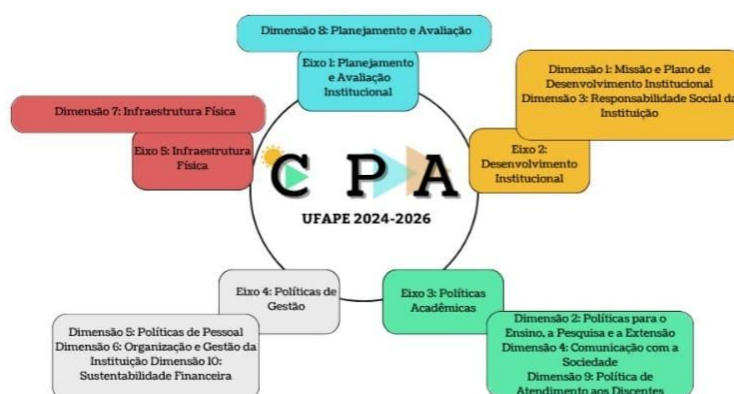 Dimensão 8: Planejamento e Avaliação
Eixo 1: Planejamento
e Avaliação
Institucional
Dimensão 1: Missão e Plano de
Desenvolvimento Institucional
Dimensão 3: Responsabilidade Social da
Instituição
Eixo 2:
Desenvolvimento
Institucional
Dimensão 7: Infraestrutura Física
Eixo 5: Infraestrutura
Física
C P A
UFAPE 2024-2026
Eixo 4: Políticas de
Gestão
Dimensão 5: Políticas de Pessoal
Dimensão 6: Organização e Gestão da
Instituição Dimensão 10:
Sustentabilidade Financeira
Eixo 3: Políticas
Acadêmicas
Dimensão 2: Políticas para o
Ensino, a Pesquisa e a Extensão
Dimensão 4: Comunicação com a
Sociedade
Dimensão 9: Política de
Atendimento aos Discentes